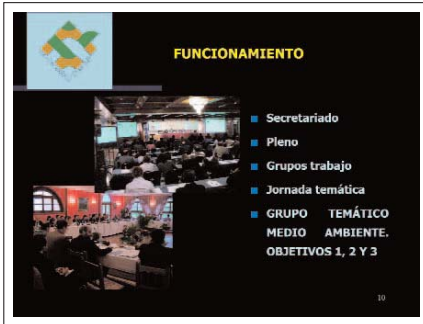 FUNCIONAMIENTO
Secretariado
Pleno
Grupos trabajo
Jornada temática
GRUPO TEMÁTICO
MEDIO AMBIENTE.
OBJETIVOS 1, 2 Y 3
10